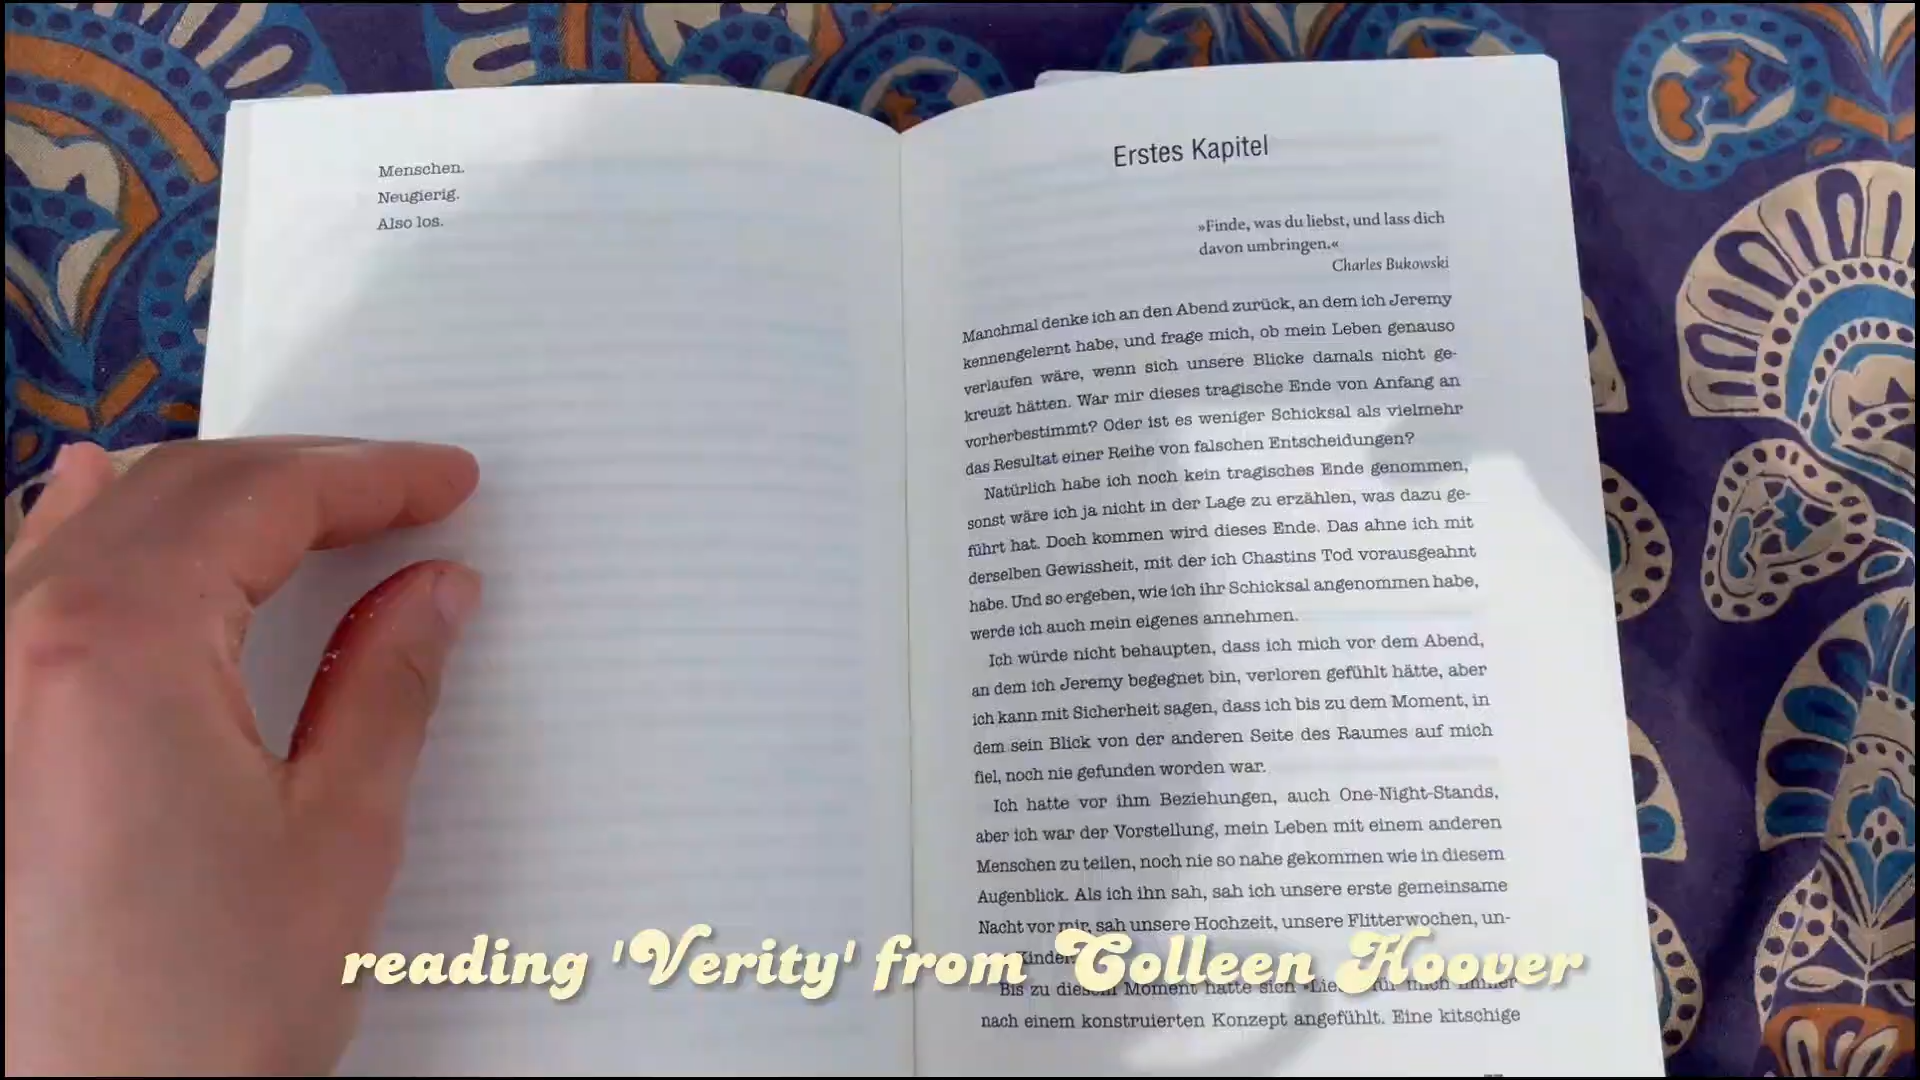 Menschen.
Neugierig.
Also los.
Erstes Kapitel
»Finde, was du liebst, und lass dich
davon umbringen.«
Charles Bukowski
Manchmal denke ich an den Abend zurück, an dem ich Jeremy
kennengelernt habe, und frage mich, ob mein Leben genauso
verlaufen wäre, wenn sich unsere Blicke damals nicht ge-
kreuzt hätten. War mir dieses tragische Ende von Anfang an
vorherbestimmt? Oder ist es weniger Schicksal als vielmehr
das Resultat einer Reihe von falschen Entscheidungen?
Natürlich habe ich noch kein tragisches Ende genommen,
sonst wäre ich ja nicht in der Lage zu erzählen, was dazu ge-
führt hat. Doch kommen wird dieses Ende. Das ahne ich mit
derselben Gewissheit, mit der ich Chastins Tod vorausgeahnt
habe. Und so ergeben, wie ich ihr Schicksal angenommen habe,
werde ich auch mein eigenes annehmen.
Ich würde nicht behaupten, dass ich mich vor dem Abend,
an dem ich Jeremy begegnet bin, verloren gefühlt hätte, aber
ich kann mit Sicherheit sagen, dass ich bis zu dem Moment, in
dem sein Blick von der anderen Seite des Raumes auf mich
fiel, noch nie gefunden worden war.
Ich hatte vor ihm Beziehungen, auch One-Night-Stands,
aber ich war der Vorstellung, mein Leben mit einem anderen
Menschen zu teilen, noch nie so nahe gekommen wie in diesem
Augenblick. Als ich ihn sah, sah ich unsere erste gemeinsame
Nacht vor mir, sah unsere Hochzeit, unsere Flitterwochen, un-
Kinder.
reading 'Verity' from Colleen Hoover
Bis zu diesem Moment hatte sich für mich immer
nach einem konstruierten Konzept angefühlt. Eine kitschige